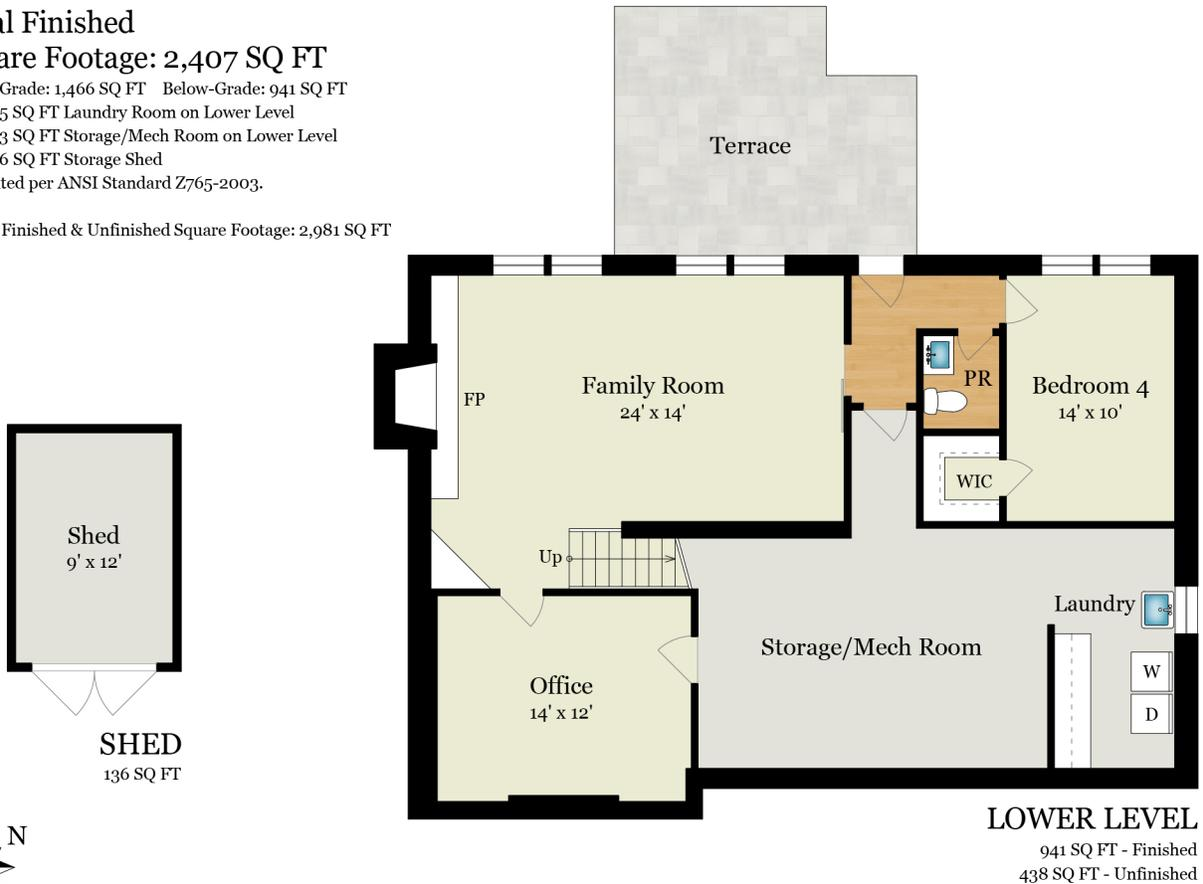 al Finished
are Footage: 2,407 SQ FT
Grade: 1,466 SQ FT Below-Grade: 941 SQ FT
5 SQ FT Laundry Room on Lower Level
3 SQ FT Storage/Mech Room on Lower Level
6 SQ FT Storage Shed
ted per ANSI Standard Z765-2003.
Finished & Unfinished Square Footage: 2,981 SQ FT
Terrace
Family Room
24' x 14'
FP
PR
Bedroom 4
14' x 10'
WIC
Shed
9' x 12'
Up
Laundry
Storage/Mech Room
W
D
Office
14' x 12'
SHED
136 SQ FT
N
LOWER LEVEL
941 SQ FT - Finished
438 SQ FT - Unfinished